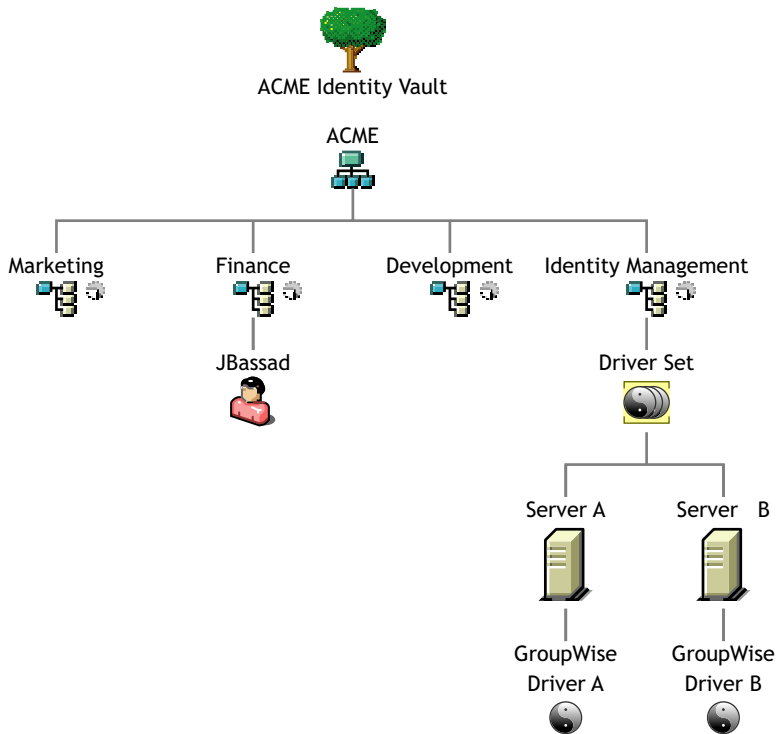 ACME Identity Vault
ACME
Marketing
Finance
Development
Identity Management
JBassad
Driver Set
Server A
Server B
GroupWise
Driver A
GroupWise
Driver B